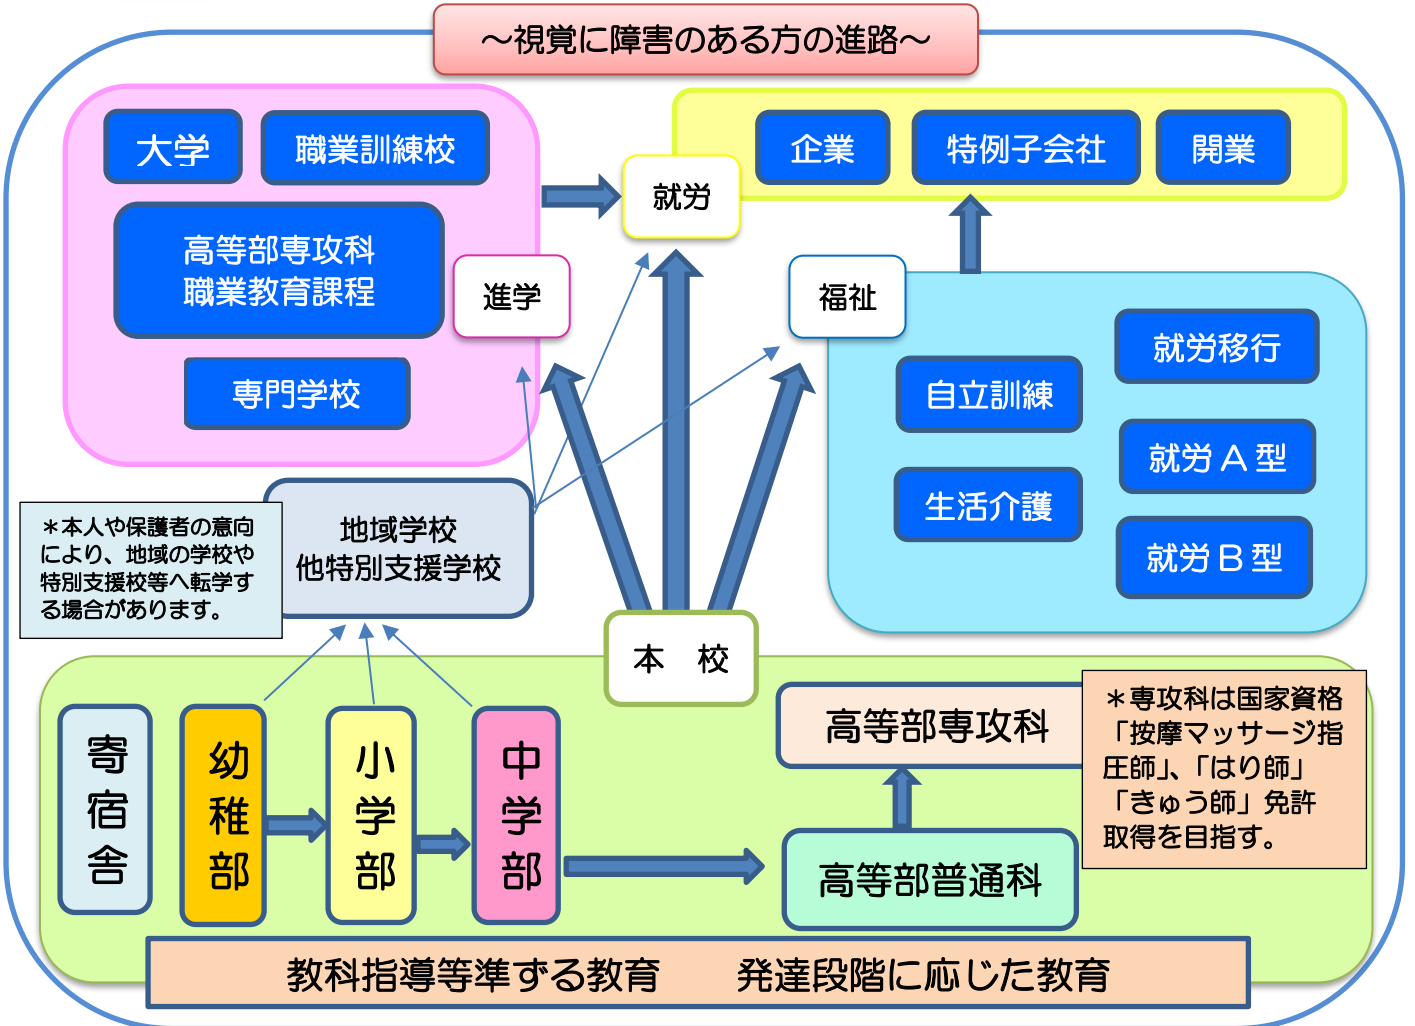 ～視覚に障害のある方の進路～
大学
職業訓練校
高等部専攻科
職業教育課程
専門学校
進学
就労
企業
特例子会社
開業
福祉
就労移行
自立訓練
就労Ａ型
生活介護
就労Ｂ型
＊本人や保護者の意向
により、地域の学校や
特別支援校等へ転学す
る場合があります。
地域学校
他特別支援学校
本　校
寄宿舎
幼稚部
小学部
中学部
高等部専攻科
高等部普通科
＊専攻科は国家資格
「按摩マッサージ指
圧師」、「はり師」
「きゅう師」免許
取得を目指す。
教科指導等準ずる教育　　発達段階に応じた教育